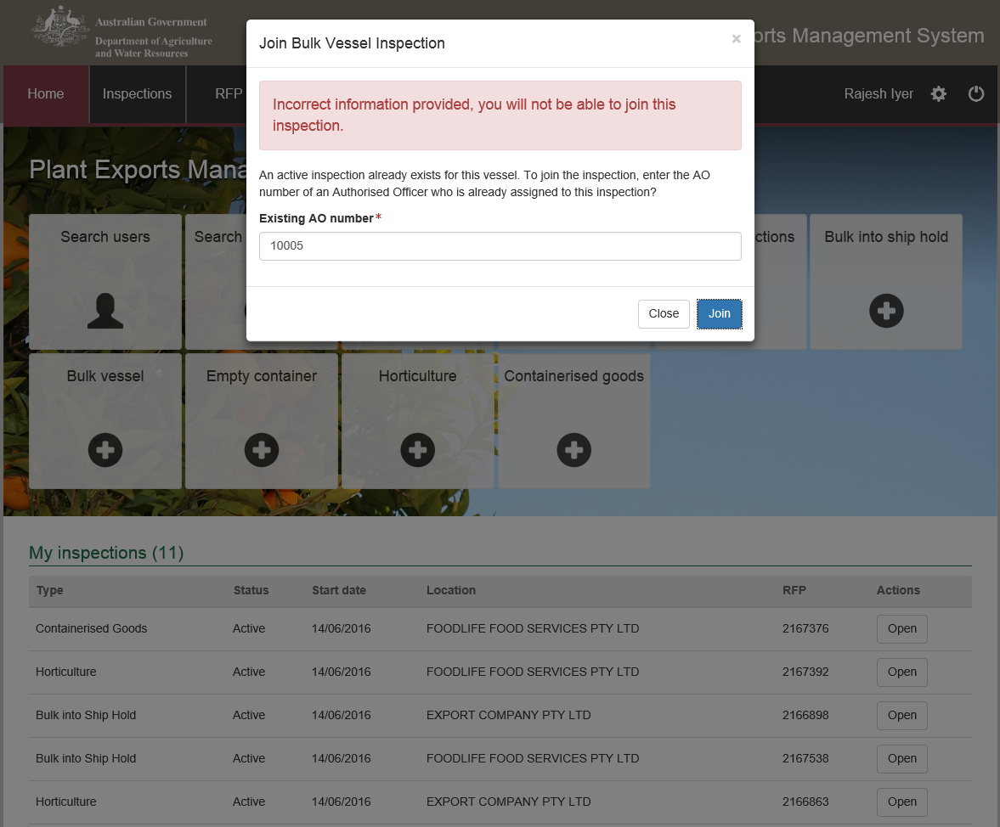 Australian Government
Department of Agriculture
and Water Resources
orts Management System
Join Bulk Vessel Inspection
×
Home
Inspections
RFP
Rajesh Iyer
Incorrect information provided, you will not be able to join this
inspection.
Plant Exports Mana
An active inspection already exists for this vessel. To join the inspection, enter the AO
number of an Authorised Officer who is already assigned to this inspection?
Existing AO number*
10005
Close
Join
Search users
Search
ctions
Bulk into ship hold
Bulk vessel
Empty container
Horticulture
Containerised goods
My inspections (11)
Type Status Start date Location RFP Actions
Containerised Goods Active 14/06/2016 FOODLIFE FOOD SERVICES PTY LTD 2167376 Open
Horticulture Active 14/06/2016 FOODLIFE FOOD SERVICES PTY LTD 2167392 Open
Bulk into Ship Hold Active 14/06/2016 EXPORT COMPANY PTY LTD 2166898 Open
Bulk into Ship Hold Active 14/06/2016 FOODLIFE FOOD SERVICES PTY LTD 2167538 Open
Horticulture Active 14/06/2016 EXPORT COMPANY PTY LTD 2166863 Open